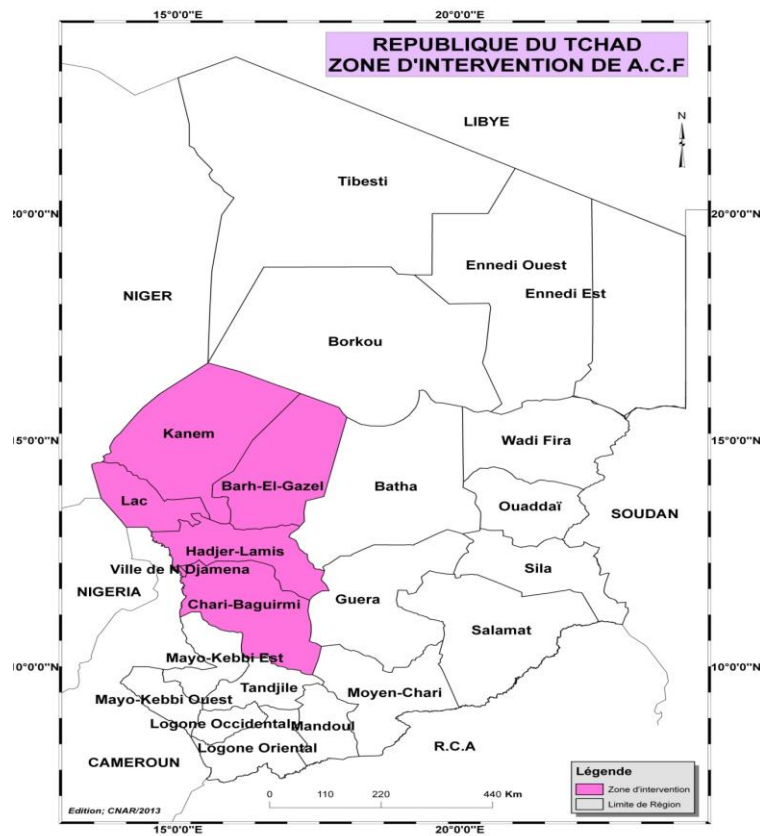 15°0'0"E
20°0'0"E
REPUBLIQUE DU TCHAD
ZONE D'INTERVENTION DE A.C.F
LIBYE
N
Tibesti
20°0'0"N
20°0'0"N
Ennedi Ouest
Ennedi Est
NIGER
Borkou
Kanem
15°0'0"N
15°0'0"N
Wadi Fira
Barh-El-Gazel
Batha
Lac
Ouaddaï
SOUDAN
Hadjer-Lamis
Ville de N Djamena
Sila
NIGERIA
Chari-Baguirmi
Guera
Salamat
Mayo-Kebbi Est
10°0'0"N
10°0'0"N
Tandjile
Moyen-Chari
Mayo-Kebbi Ouest
Logone Occidental
Mandoul
Logone Oriental
R.C.A
CAMEROUN
Légende
Zone d'intervention
Limite de Région
0 110 220 440 Km
Edition; CNAR/2013
15°0'0"E
20°0'0"E